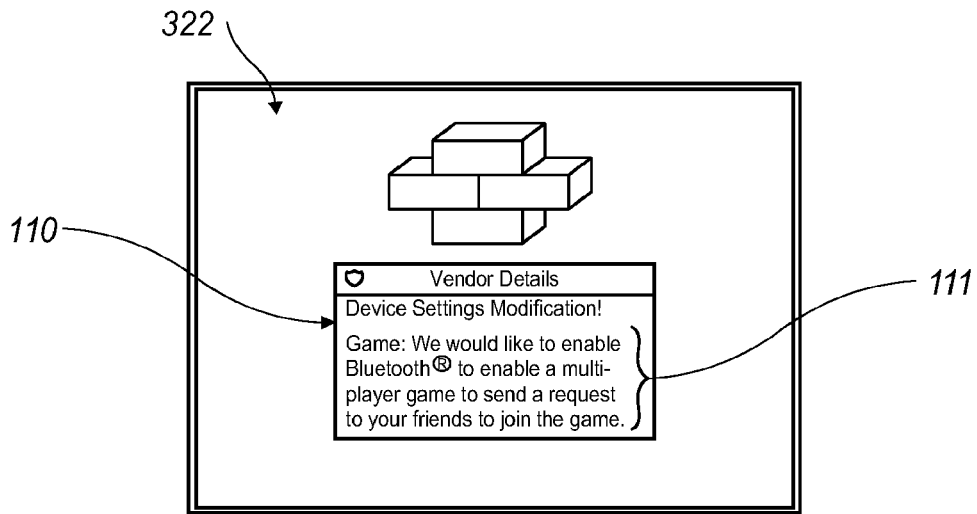 322
110
Vendor Details
111
Device Settings Modification!
Game: We would like to enable
Bluetooth® to enable a multi-
player game to send a request
to your friends to join the game.